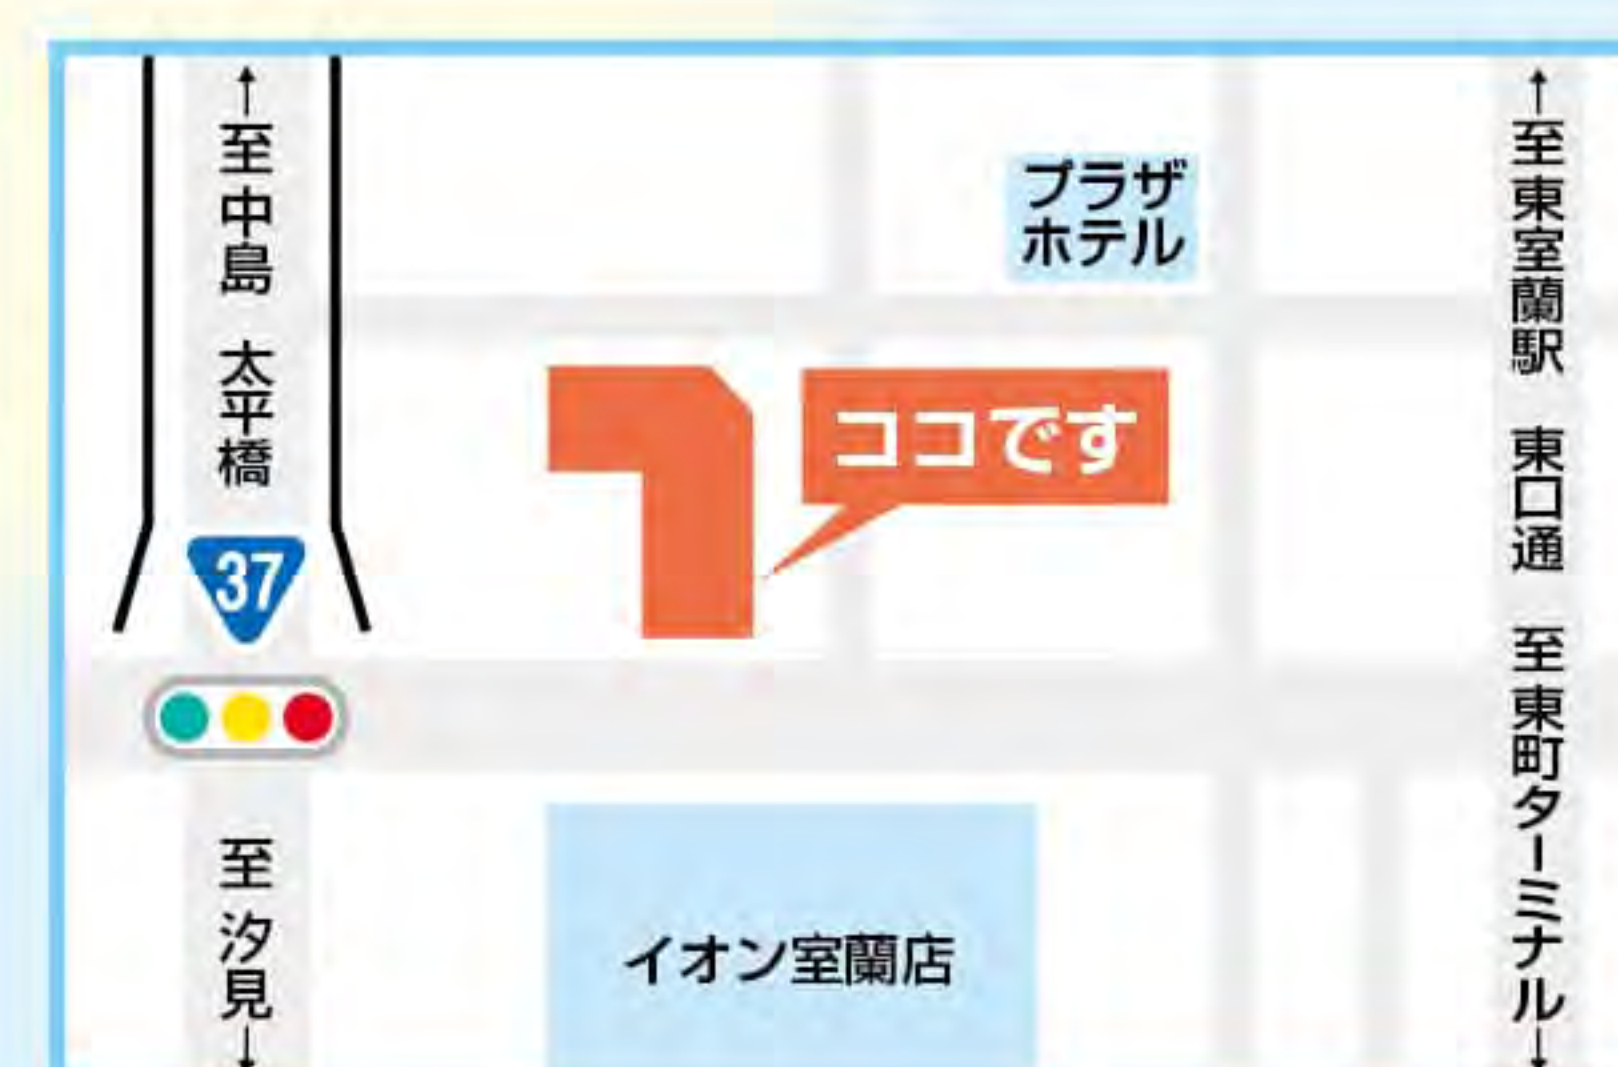 ↑至 中島 太平橋
37
至 汐見↓
プラザ
ホテル
ココです
イオン室蘭店
↑至 東室蘭駅 東口通 至 東町ターミナル↓